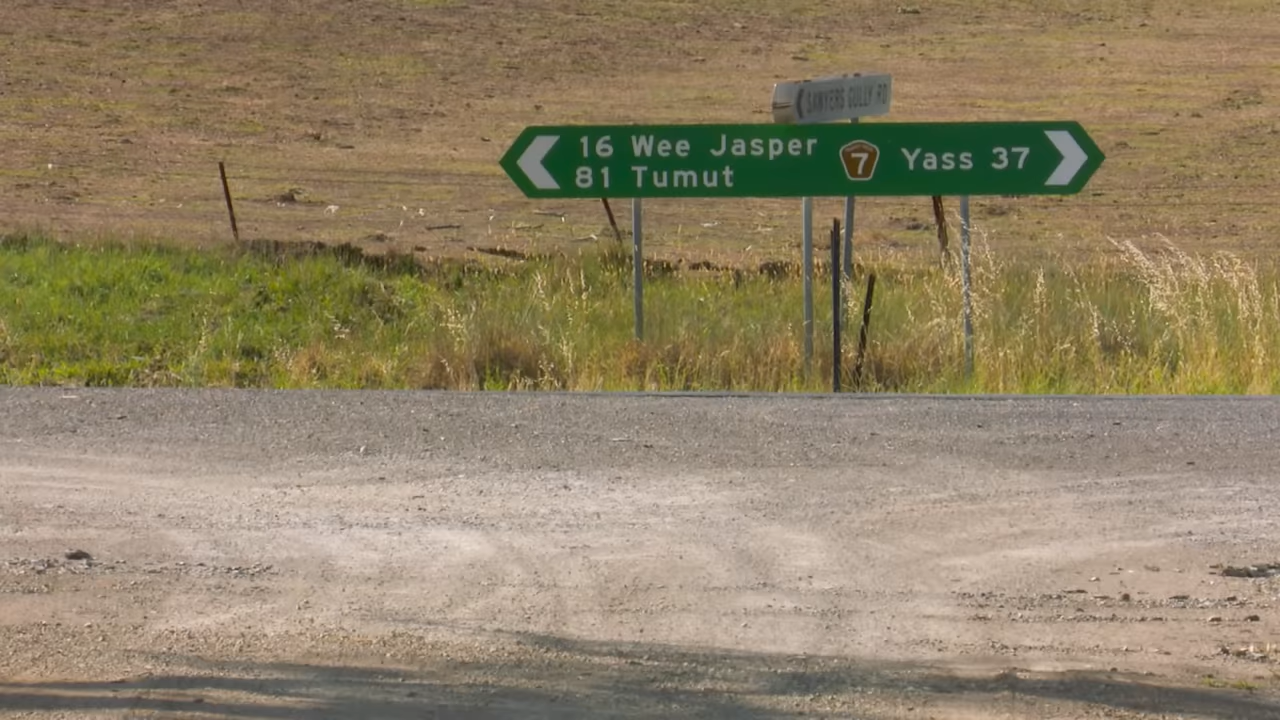 SAWYERS GULLY RD
16 Wee Jasper
81 Tumut
7
Yass 37